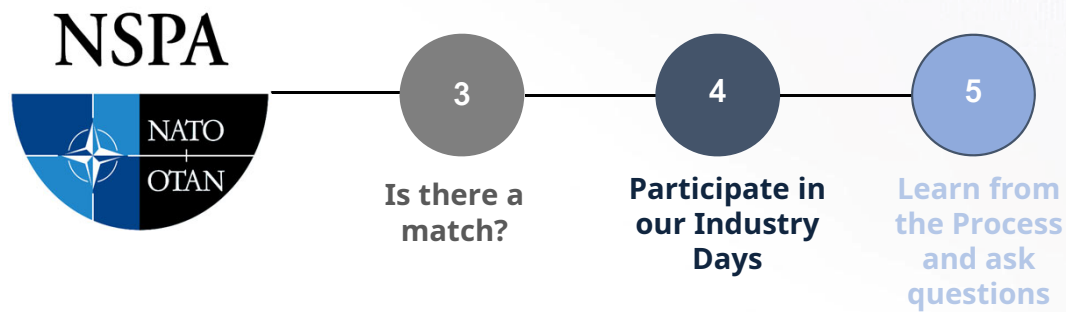 NSPA
NATO
OTAN
3
4
5
Is there a
match?
Participate in
our Industry
Days
Learn from
the Process
and ask
questions